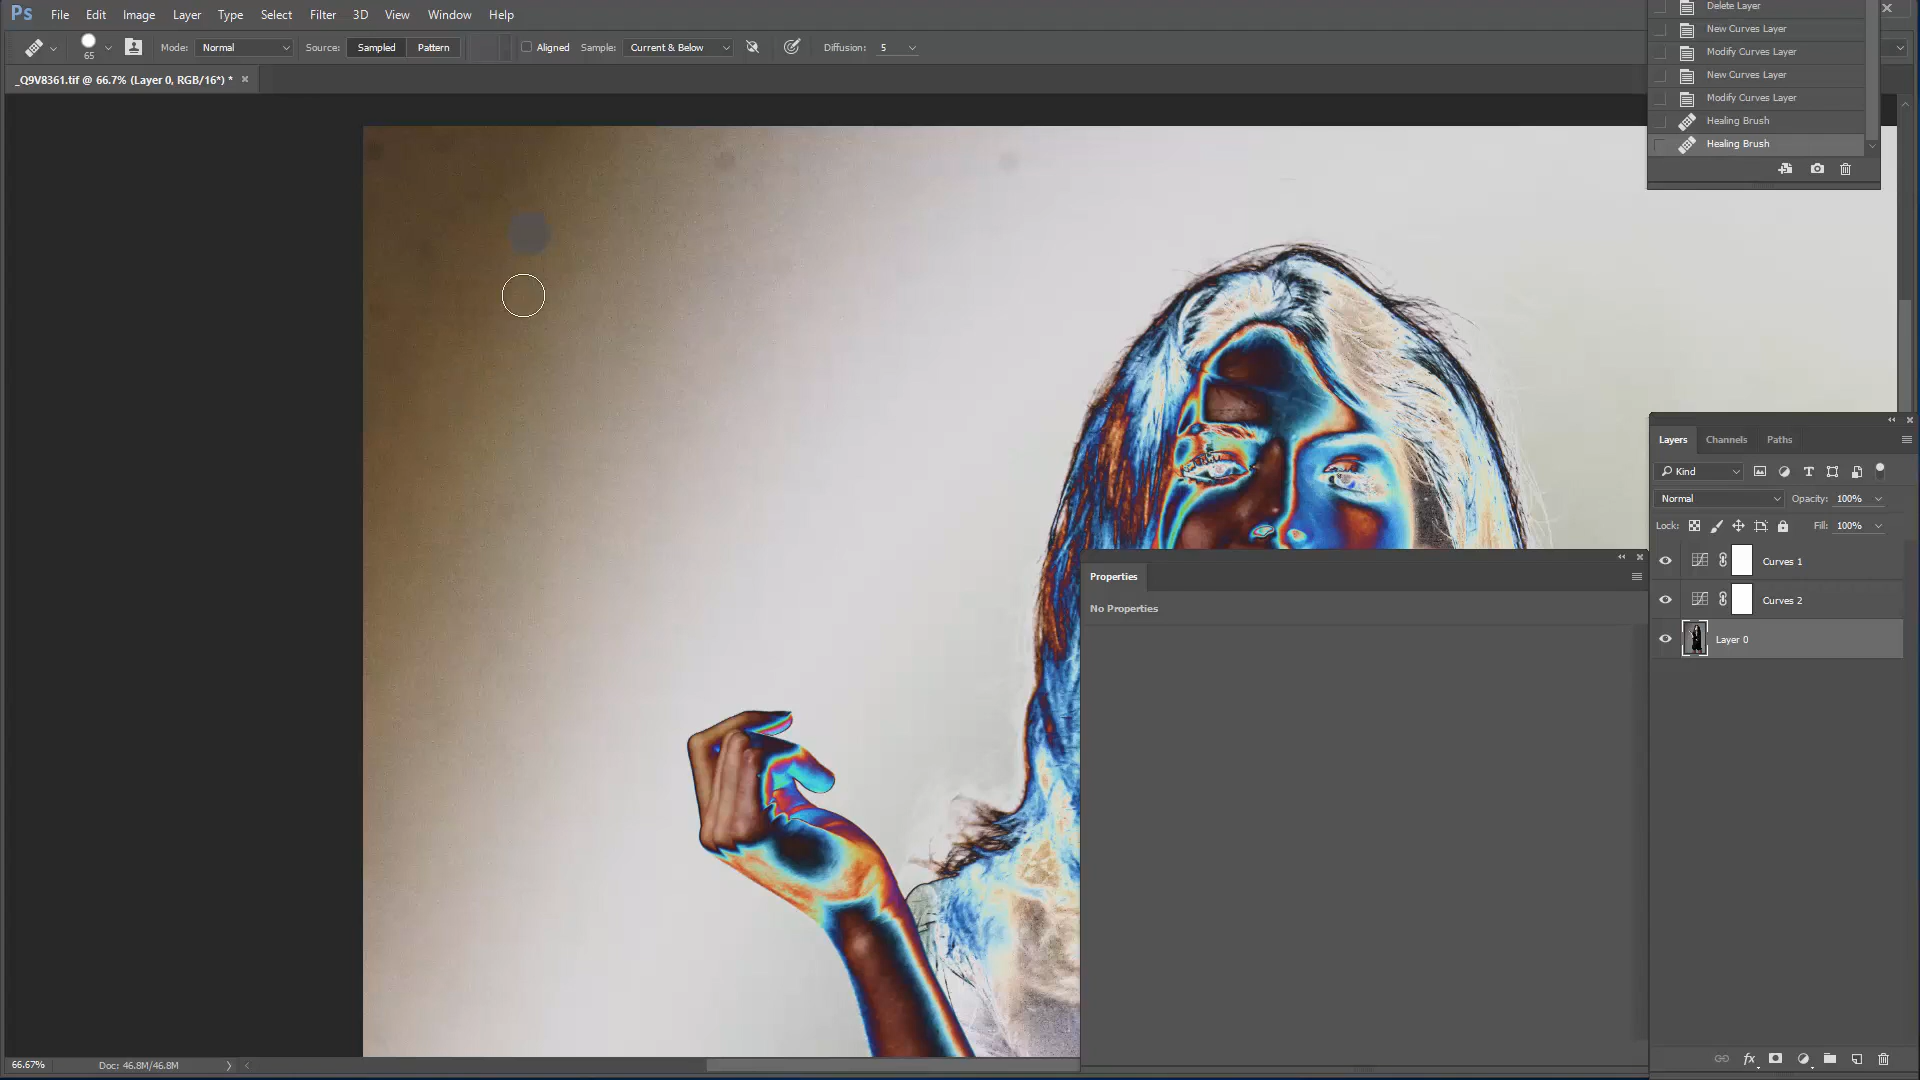 Ps File Edit Image Layer Type Select Filter 3D View Window Help
65 Mode: Normal Source: Sampled Pattern Aligned Sample: Current & Below Diffusion: 5
_Q9V8361.tif @ 66.7% (Layer 0, RGB/16*) *
Delete Layer
New Curves Layer
Modify Curves Layer
New Curves Layer
Modify Curves Layer
Healing Brush
Healing Brush
Layers Channels Paths
Kind
Normal Opacity: 100%
Lock: Fill: 100%
Curves 1
Curves 2
Layer 0
fx
Properties
No Properties
66.67% Doc: 46.8M/46.8M